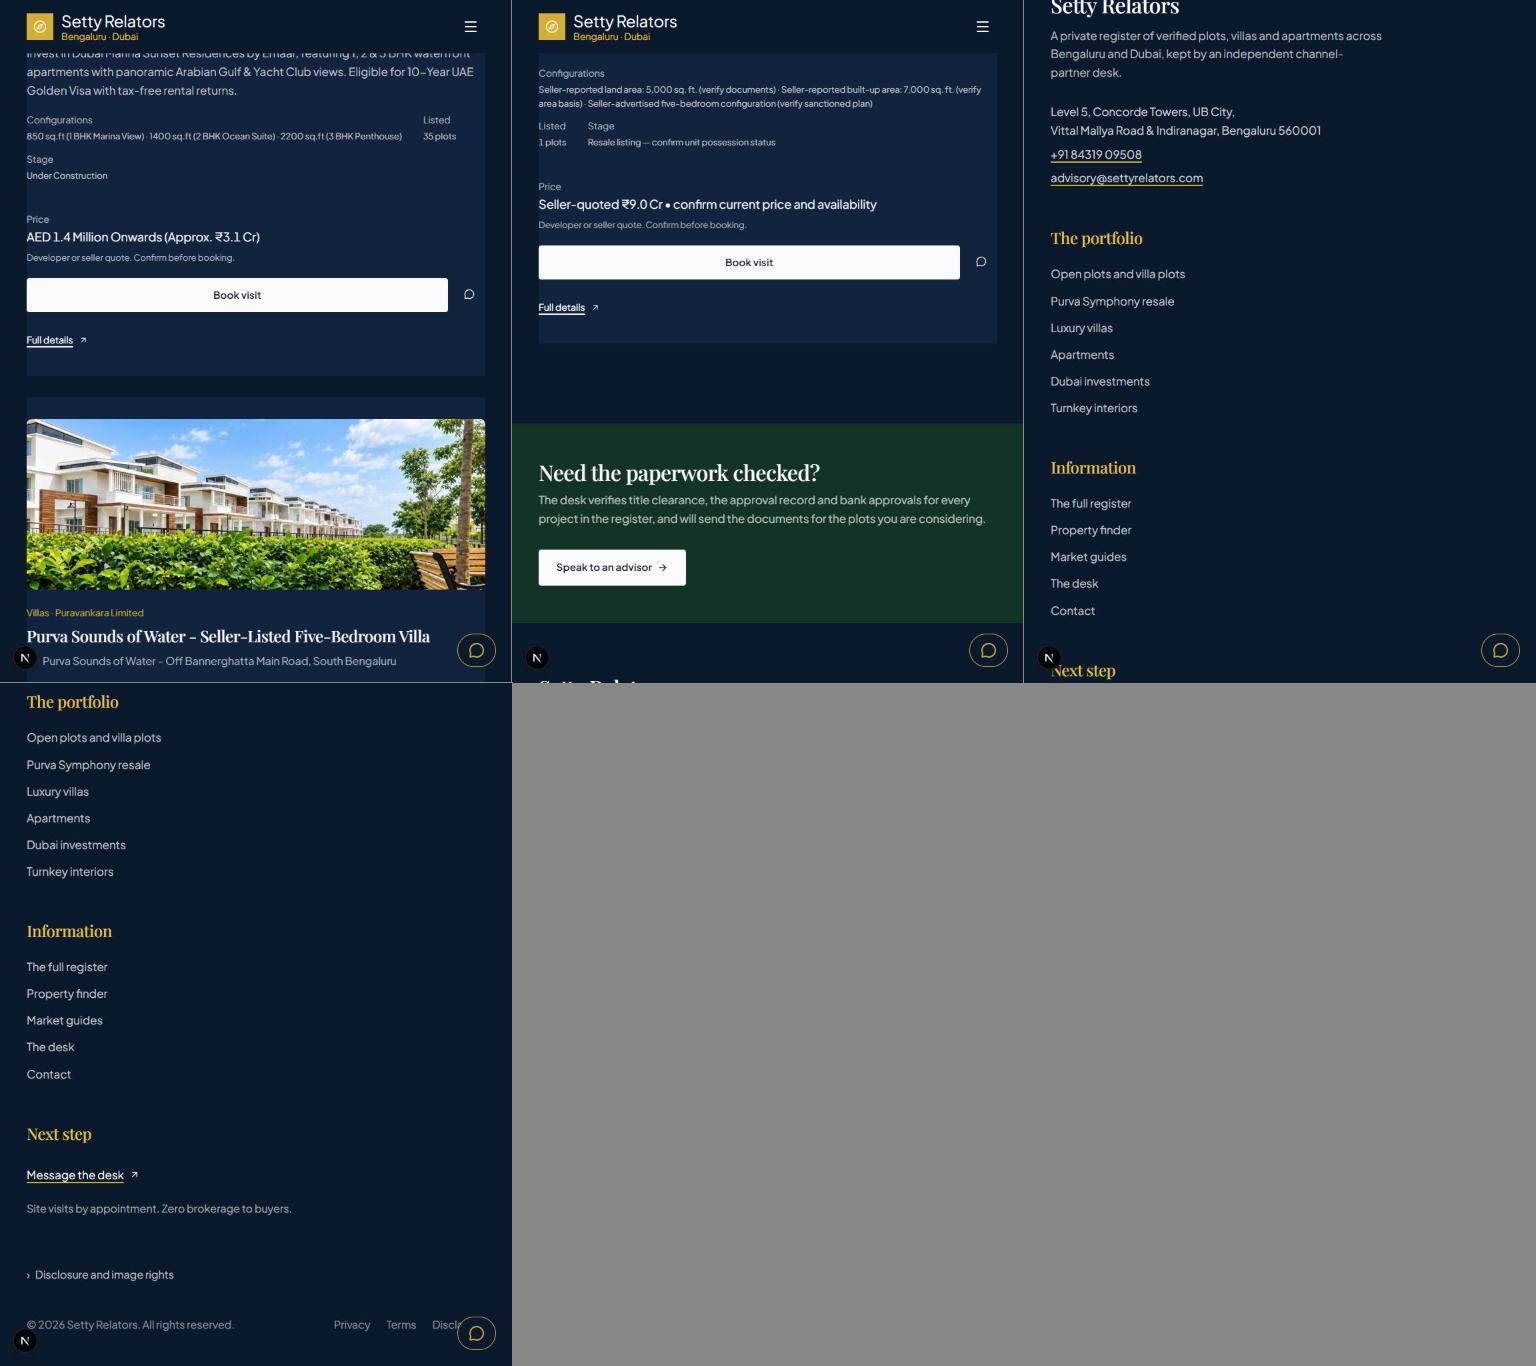 Setty Relators
Bengaluru · Dubai
Invest in Dubai Marina Sunset Residences by Emaar, featuring 1, 2 & 3 BHK waterfront
apartments with panoramic Arabian Gulf & Yacht Club views. Eligible for 10-Year UAE
Golden Visa with tax-free rental returns.
Configurations
850 sq.ft (1 BHK Marina View) · 1400 sq.ft (2 BHK Ocean Suite) · 2200 sq.ft (3 BHK Penthouse)
Listed
35 plots
Stage
Under Construction
Price
AED 1.4 Million Onwards (Approx. ₹3.1 Cr)
Developer or seller quote. Confirm before booking.
Book visit
Full details
Villas · Puravankara Limited
Purva Sounds of Water - Seller-Listed Five-Bedroom Villa
N
Purva Sounds of Water - Off Bannerghatta Main Road, South Bengaluru
Setty Relators
Bengaluru · Dubai
Configurations
Seller-reported land area: 5,000 sq. ft. (verify documents) · Seller-reported built-up area: 7,000 sq. ft. (verify
area basis) · Seller-advertised five-bedroom configuration (verify sanctioned plan)
Listed
1 plots
Stage
Resale listing — confirm unit possession status
Price
Seller-quoted ₹9.0 Cr • confirm current price and availability
Developer or seller quote. Confirm before booking.
Book visit
Full details
Need the paperwork checked?
The desk verifies title clearance, the approval record and bank approvals for every
project in the register, and will send the documents for the plots you are considering.
Speak to an advisor →
N
Setty Relators
A private register of verified plots, villas and apartments across
Bengaluru and Dubai, kept by an independent channel-
partner desk.
Level 5, Concorde Towers, UB City,
Vittal Mallya Road & Indiranagar, Bengaluru 560001
+91 84319 09508
advisory@settyrelators.com
The portfolio
Open plots and villa plots
Purva Symphony resale
Luxury villas
Apartments
Dubai investments
Turnkey interiors
Information
The full register
Property finder
Market guides
The desk
Contact
N
Next step
The portfolio
Open plots and villa plots
Purva Symphony resale
Luxury villas
Apartments
Dubai investments
Turnkey interiors
Information
The full register
Property finder
Market guides
The desk
Contact
Next step
Message the desk
Site visits by appointment. Zero brokerage to buyers.
› Disclosure and image rights
© 2026 Setty Relators. All rights reserved.
Privacy
Terms
N